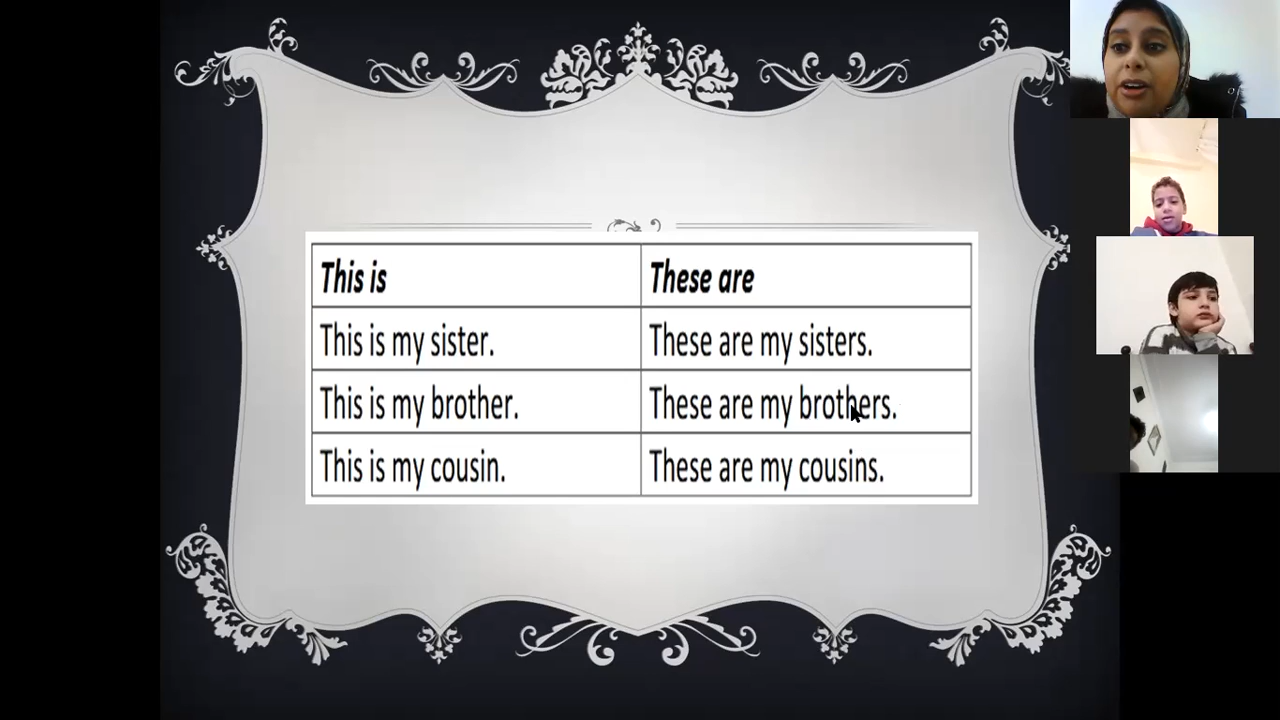 This is
These are
This is my sister.
These are my sisters.
This is my brother.
These are my brothers.
This is my cousin.
These are my cousins.